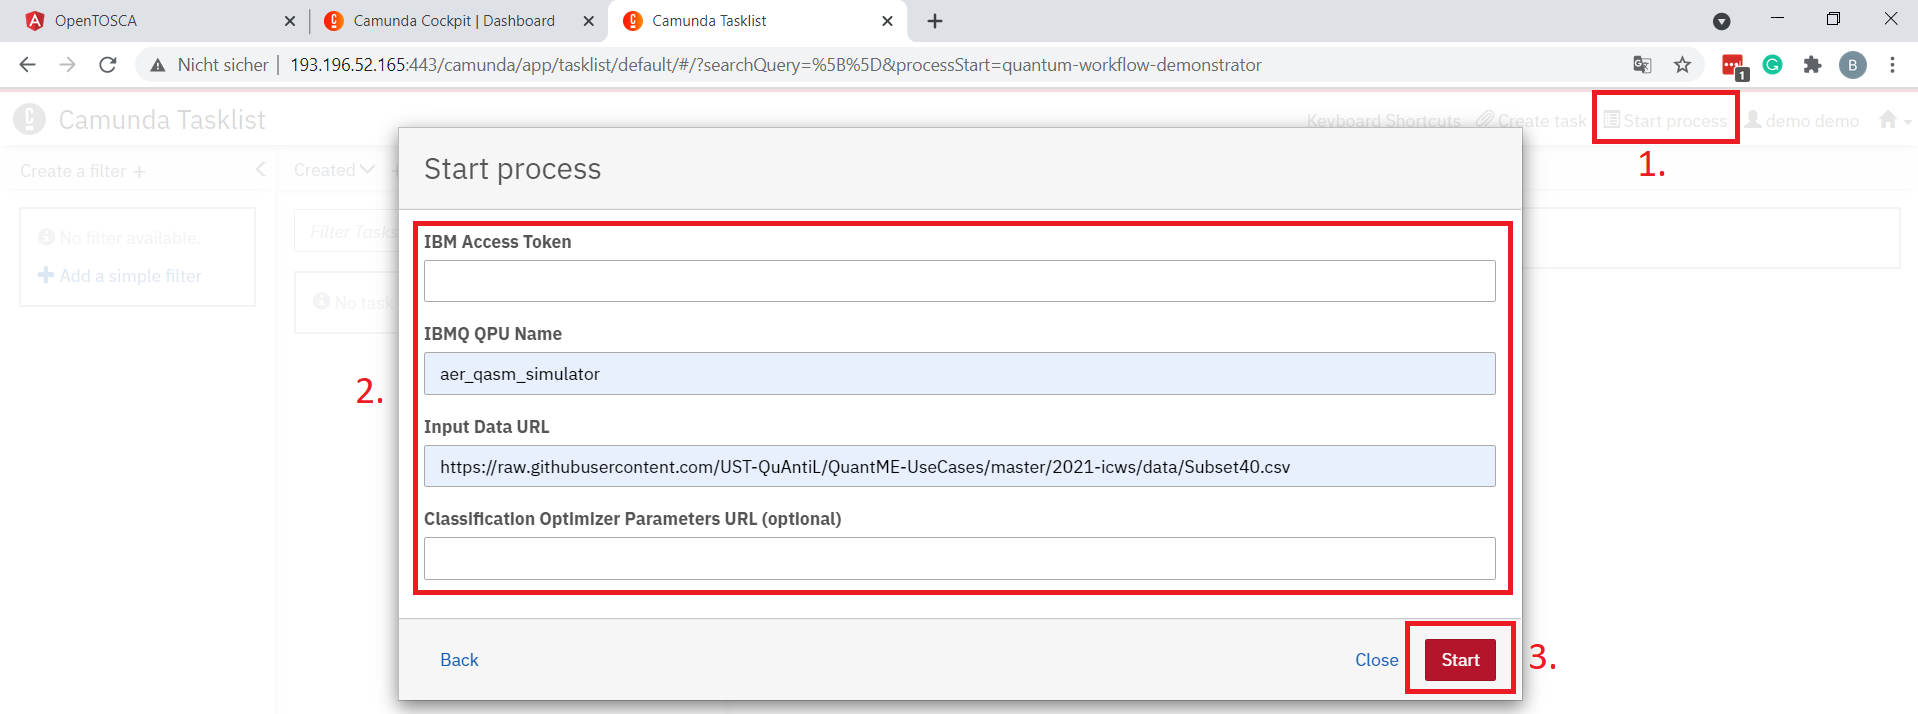 OpenTOSCA
Camunda Cockpit | Dashboard
Camunda Tasklist
Nicht sicher | 193.196.52.165:443/camunda/app/tasklist/default/#/?searchQuery=%5B%5D&processStart=quantum-workflow-demonstrator
1
B
Camunda Tasklist
Keyboard Shortcuts
Create task
Start process
demo demo
1.
Create a filter +
Created
Start process
No filter available.
Add a simple filter
Filter Tasks
No task
2.
IBM Access Token
IBMQ QPU Name
aer_qasm_simulator
Input Data URL
https://raw.githubusercontent.com/UST-QuAntiL/QuantME-UseCases/master/2021-icws/data/Subset40.csv
Classification Optimizer Parameters URL (optional)
Back
Close
Start
3.